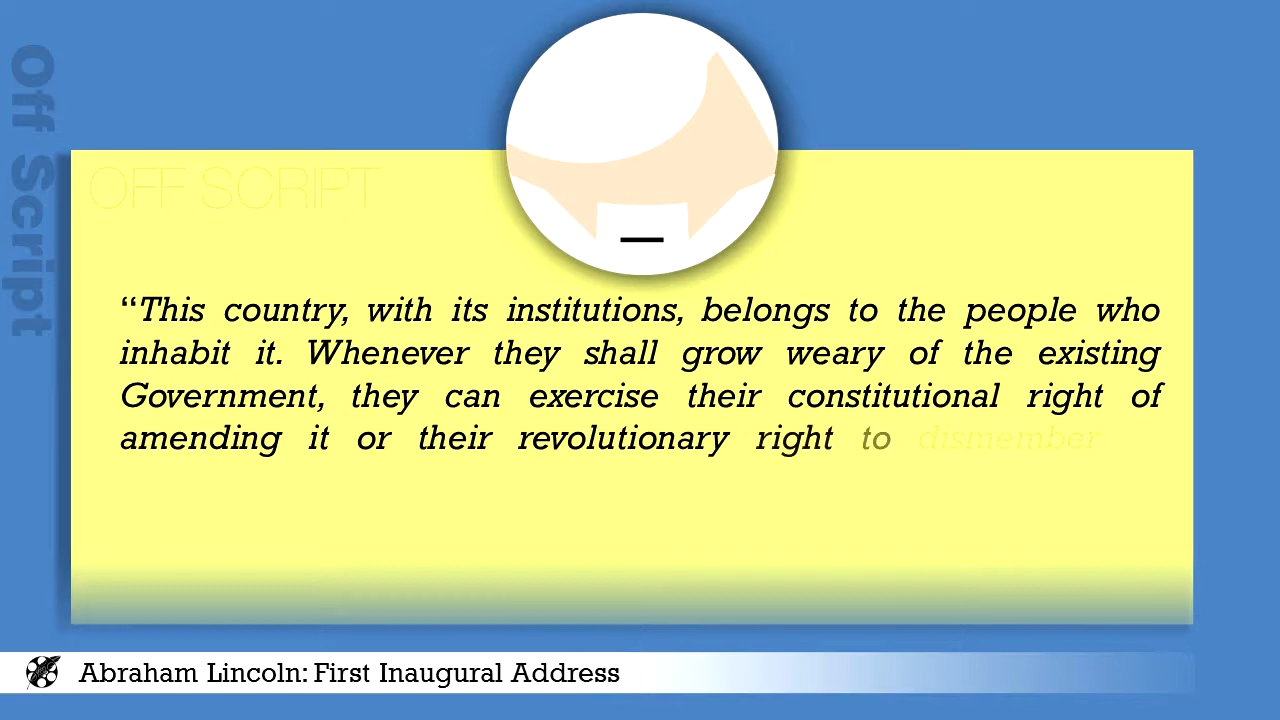 Off Script
OFF SCRIPT
“This country, with its institutions, belongs to the people who
inhabit it. Whenever they shall grow weary of the existing
Government, they can exercise their constitutional right of
amending it or their revolutionary right to dismember
Abraham Lincoln: First Inaugural Address